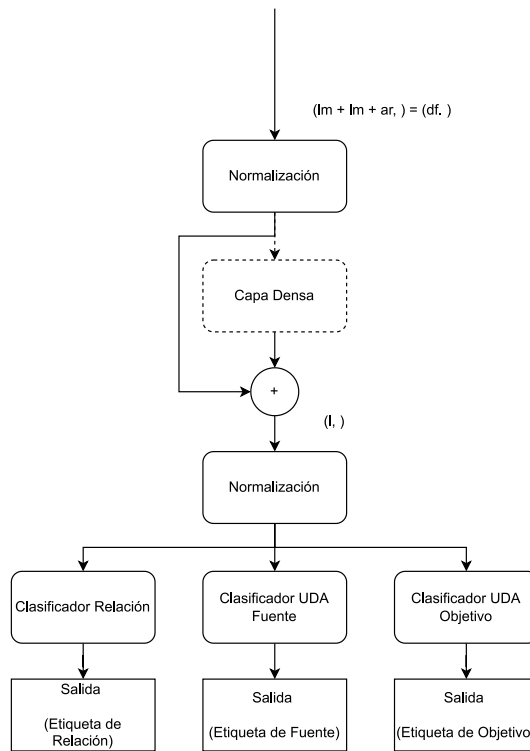 (lm + lm + ar, ) = (df. )
Normalización
Capa Densa
+
(l, )
Normalización
Clasificador Relación
Clasificador UDA
Fuente
Clasificador UDA
Objetivo
Salida
(Etiqueta de
Relación)
Salida
(Etiqueta de Fuente)
Salida
(Etiqueta de Objetivo)